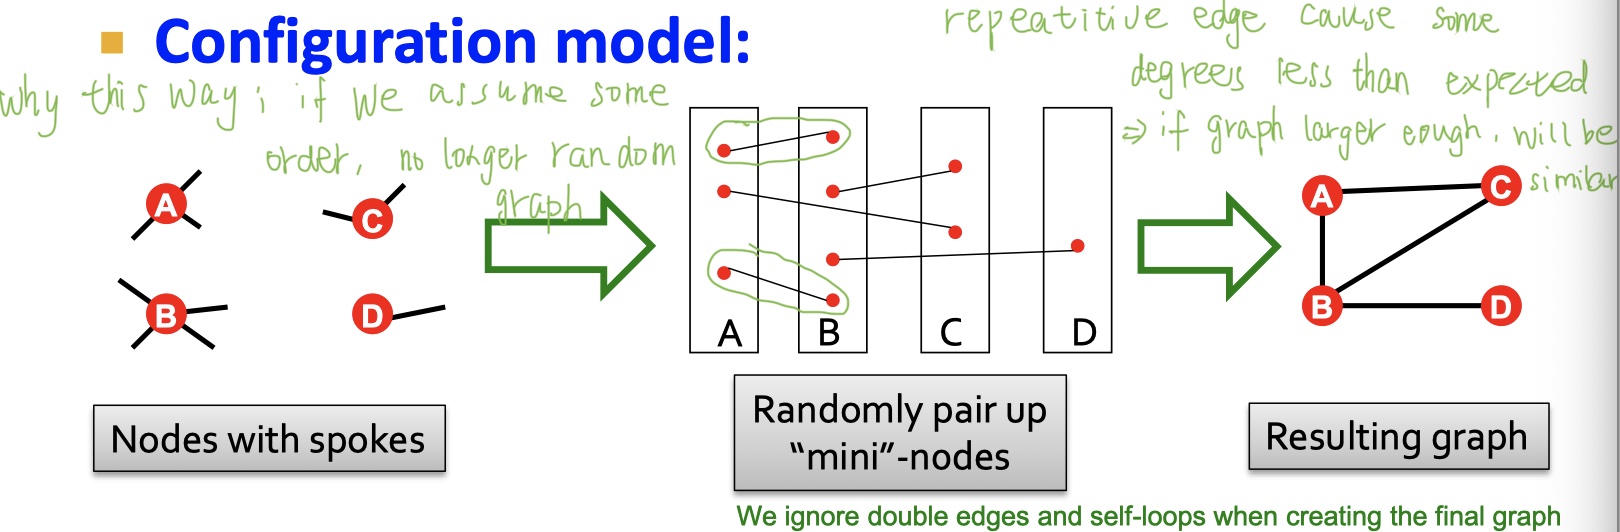 Configuration model:
repeatitive edge cause some
degrees less than expected
⇒ if graph larger eough, will be
similar
why this way; if we assume some
order, no longer random
graph
A
C
B
D
A
B
C
D
A
C
B
D
Nodes with spokes
Randomly pair up
“mini”-nodes
Resulting graph
We ignore double edges and self-loops when creating the final graph